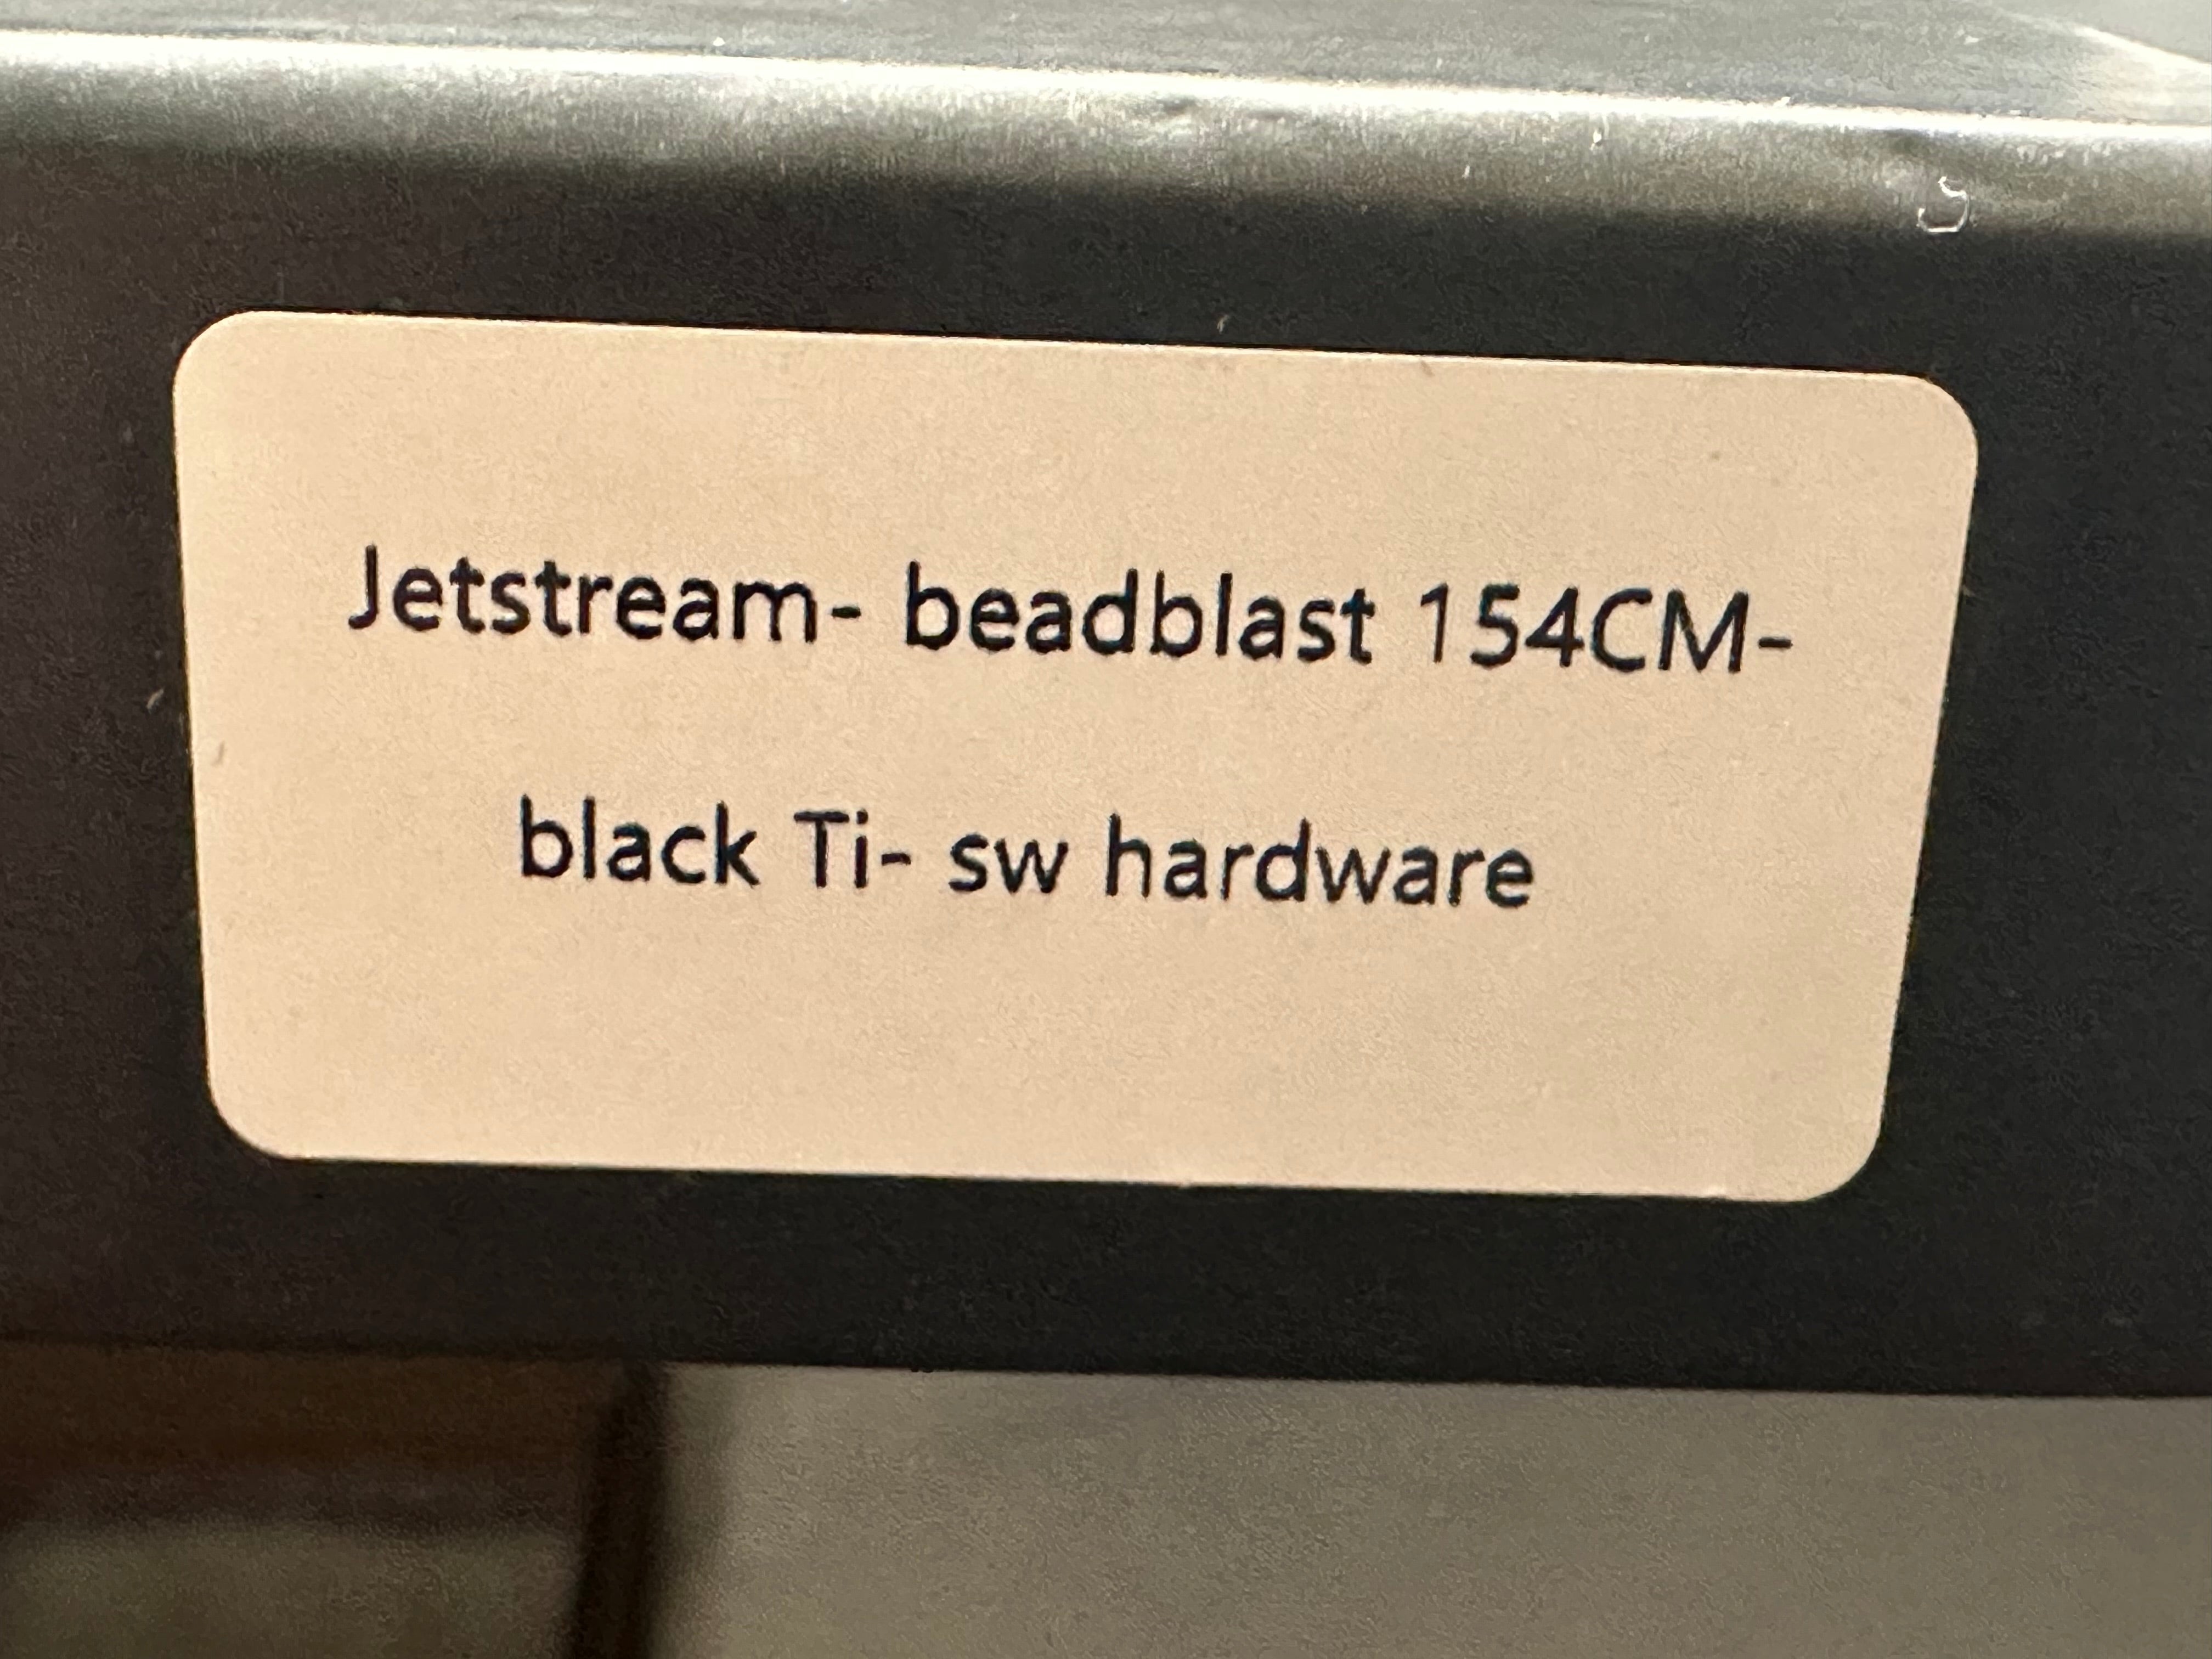 Jetstream- beadblast 154CM-
black Ti- sw hardware